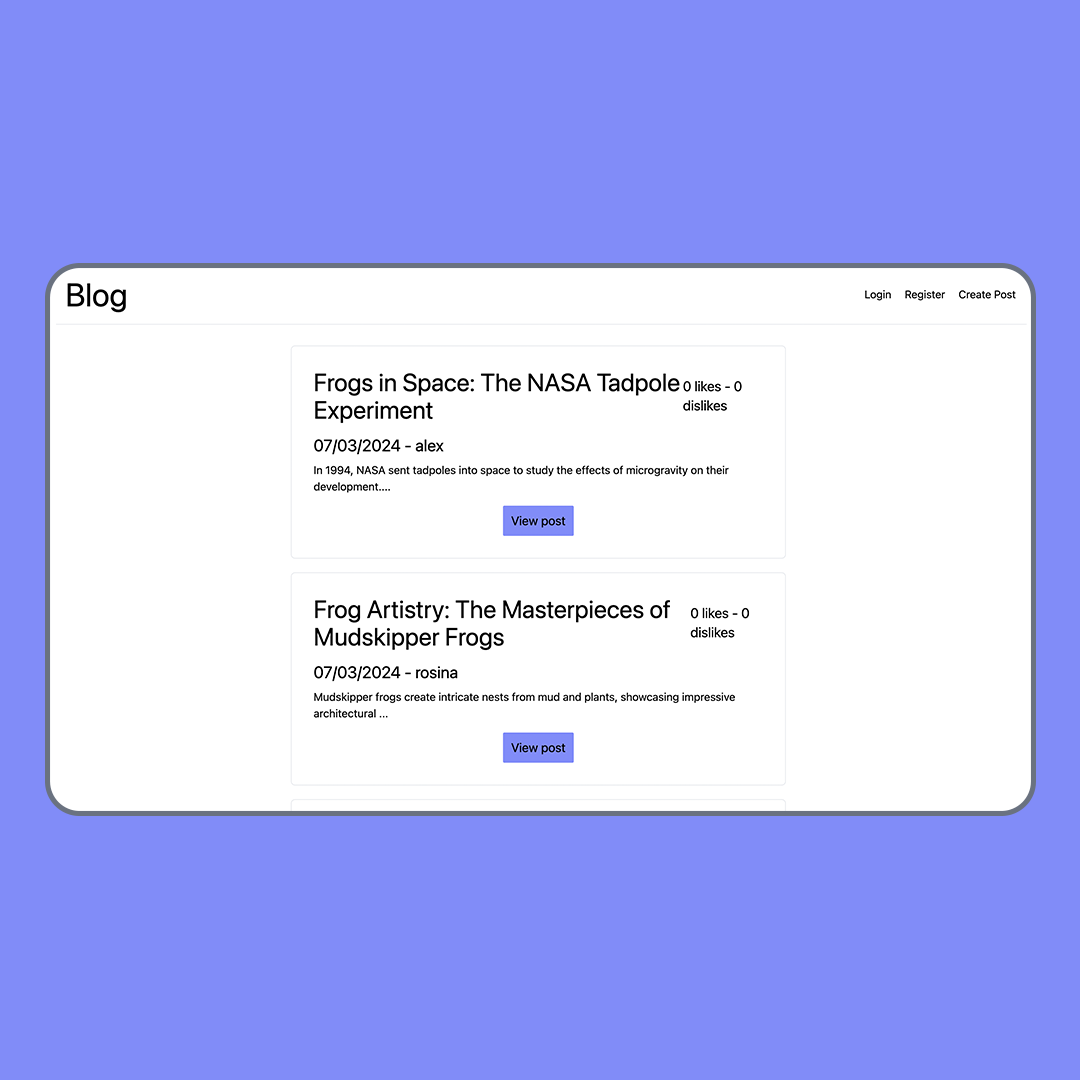 Blog
Login Register Create Post
Frogs in Space: The NASA Tadpole
Experiment
0 likes - 0
dislikes
07/03/2024 - alex
In 1994, NASA sent tadpoles into space to study the effects of microgravity on their
development....
View post
Frog Artistry: The Masterpieces of
Mudskipper Frogs
0 likes - 0
dislikes
07/03/2024 - rosina
Mudskipper frogs create intricate nests from mud and plants, showcasing impressive
architectural ...
View post